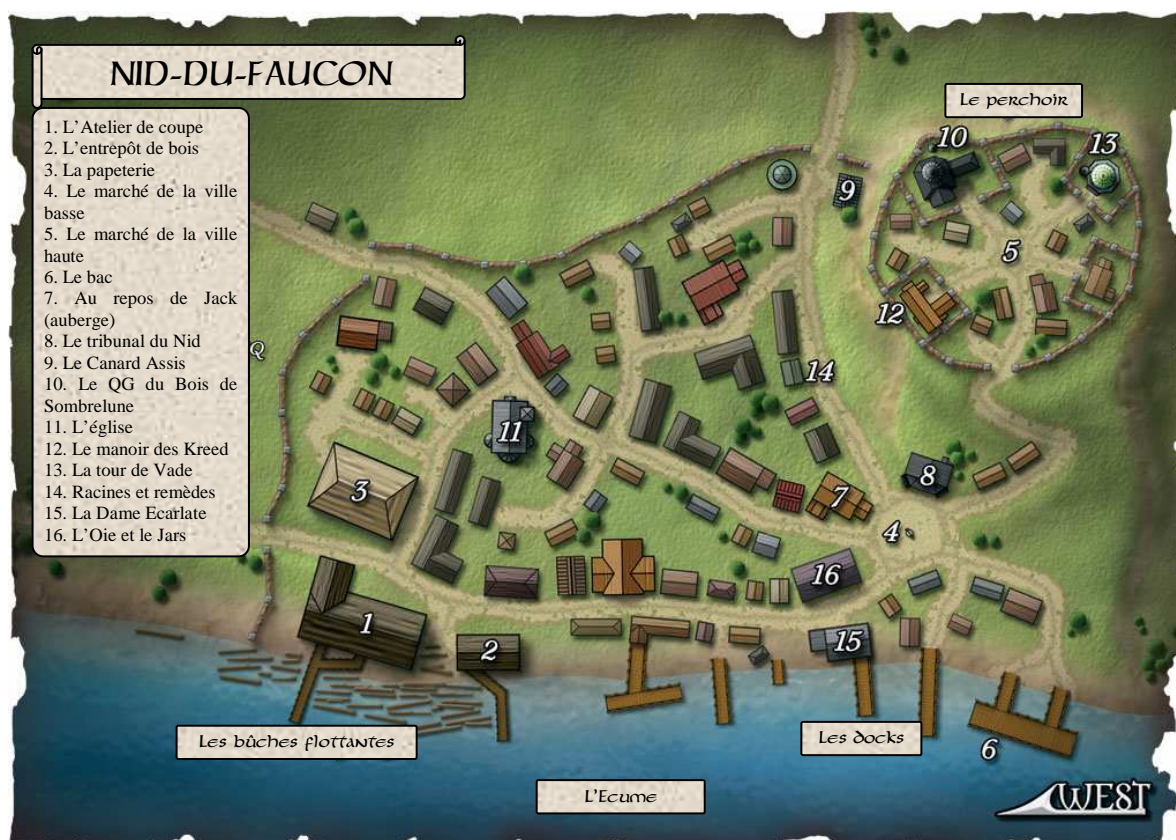 NID-DU-FAUCON
1. L'Atelier de coupe
2. L'entrepôt de bois
3. La papeterie
4. Le marché de la ville
basse
5. Le marché de la ville
haute
6. Le bac
7. Au repos de Jack
(auberge)
8. Le tribunal du Nid
9. Le Canard Assis
10. Le QG du Bois de
Sombrelune
11. L'église
12. Le manoir des Kreed
13. La tour de Vade
14. Racines et remèdes
15. La Dame Ecarlate
16. L'Oie et le Jars
Le perchoir
10
13
9
5
12
Q
14
11
3
8
7
4
16
1
2
15
6
Les bûches flottantes
Les docks
L'Ecume
WEST